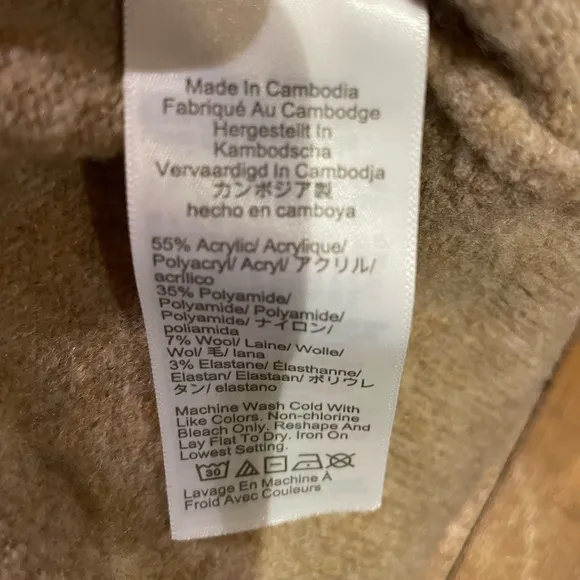 Made In Cambodia
Fabriqué Au Cambodge
Hergestellt In
Kambodscha
Vervaardigd In Cambodja
カンボジア製
hecho en camboya
55% Acrylic/ Acrylique/
Polyacryl/ Acryl/ アクリル/
acrílico
35% Polyamide/
Polyamide/ Polyamid/
Polyamide/ ナイロン/
poliamida
7% Wool/ Laine/ Wolle/
Wol/ 毛/ lana
3% Elastane/ Élasthanne/
Elastan/ Elastaan/ ポリウレ
タン/ elastano
Machine Wash Cold With
Like Colors. Non-chlorine
Bleach Only. Reshape And
Lay Flat To Dry. Iron On
Lowest Setting.
30
Lavage En Machine À
Froid Avec Couleurs